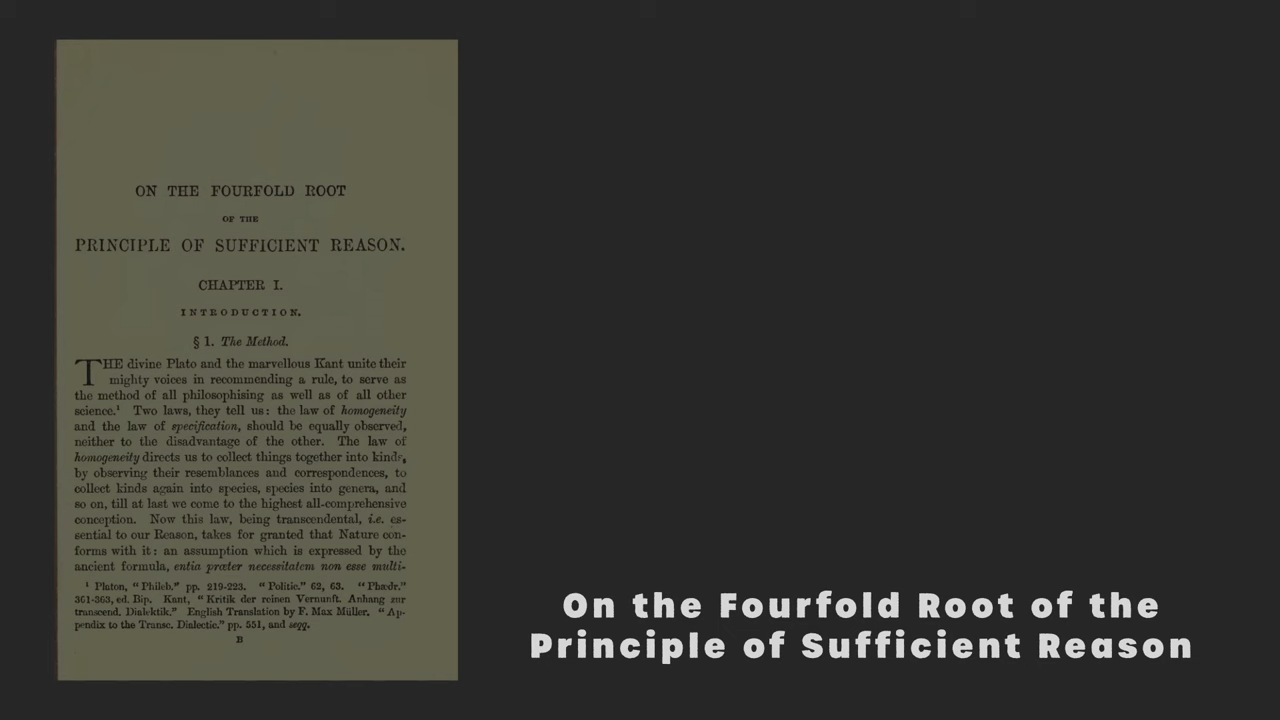 ON THE FOURFOLD ROOT
OF THE
PRINCIPLE OF SUFFICIENT REASON.
CHAPTER I.
INTRODUCTION.
§ 1. The Method.
THE divine Plato and the marvellous Kant unite their
mighty voices in recommending a rule, to serve as
the method of all philosophising as well as of all other
science.¹ Two laws, they tell us: the law of homogeneity
and the law of specification, should be equally observed,
neither to the disadvantage of the other. The law of
homogeneity directs us to collect things together into kinds,
by observing their resemblances and correspondences, to
collect kinds again into species, species into genera, and
so on, till at last we come to the highest all-comprehensive
conception. Now this law, being transcendental, i.e. es-
sential to our Reason, takes for granted that Nature con-
forms with it: an assumption which is expressed by the
ancient formula, entia præter necessitatem non esse multi-
¹ Platon, "Phileb." pp. 219-223. "Politic." 62, 63. "Phædr."
361-363, ed. Bip. Kant, "Kritik der reinen Vernunft. Anhang zur
transcend. Dialektik." English Translation by F. Max Müller. "Ap-
pendix to the Transc. Dialectic." pp. 551, and seqq.
B
On the Fourfold Root of the
Principle of Sufficient Reason